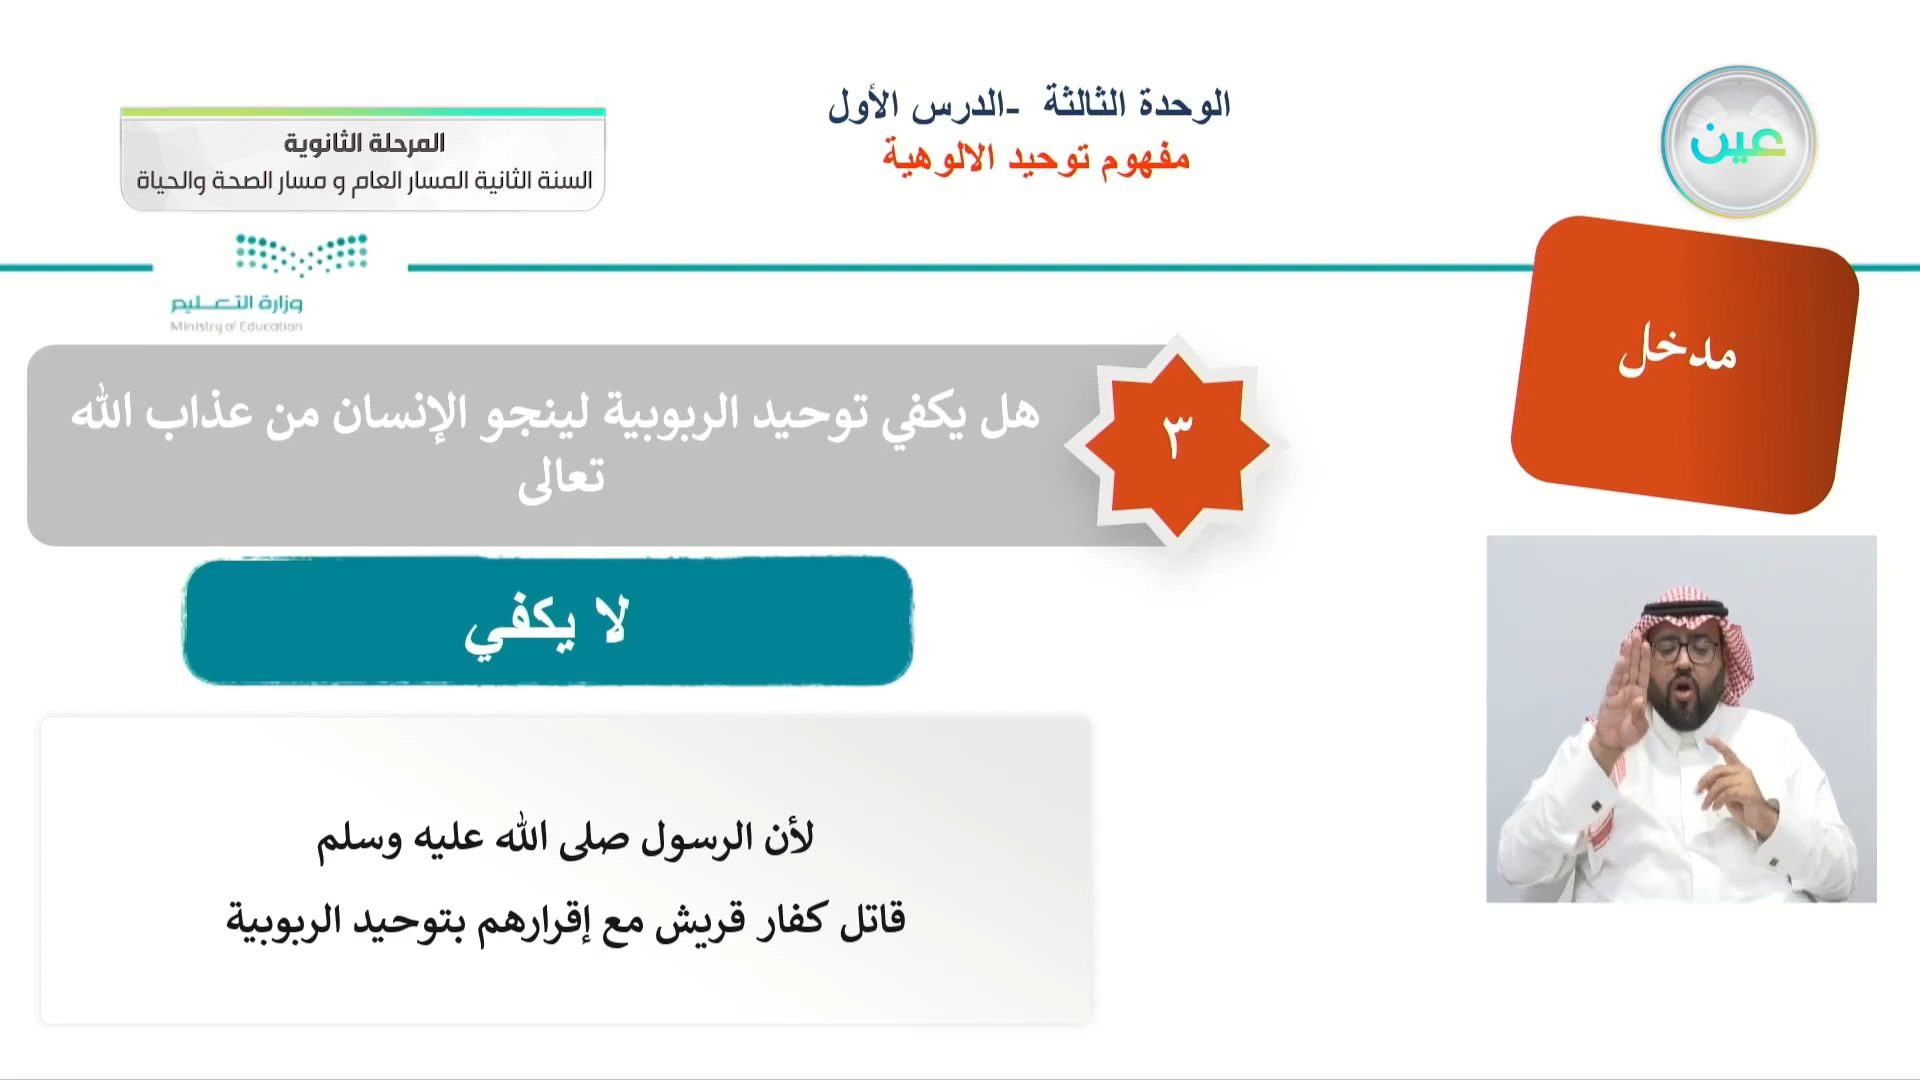 الوحدة الثالثة -الدرس الأول
مفهوم توحيد الالوهية
عين
المرحلة الثانوية
السنة الثانية المسار العام و مسار الصحة والحياة
وزارة التعليم
Ministry of Education
مدخل
٣
هل يكفي توحيد الربوبية لينجو الإنسان من عذاب الله
تعالى
لا يكفي
لأن الرسول صلى الله عليه وسلم
قاتل كفار قريش مع إقرارهم بتوحيد الربوبية